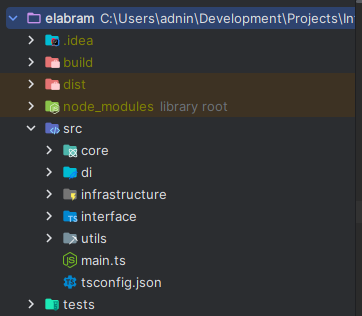 elabram C:\Users\adnin\Development\Projects\In
.idea
build
dist
node_modules library root
src
core
di
infrastructure
interface
utils
main.ts
tsconfig.json
tests